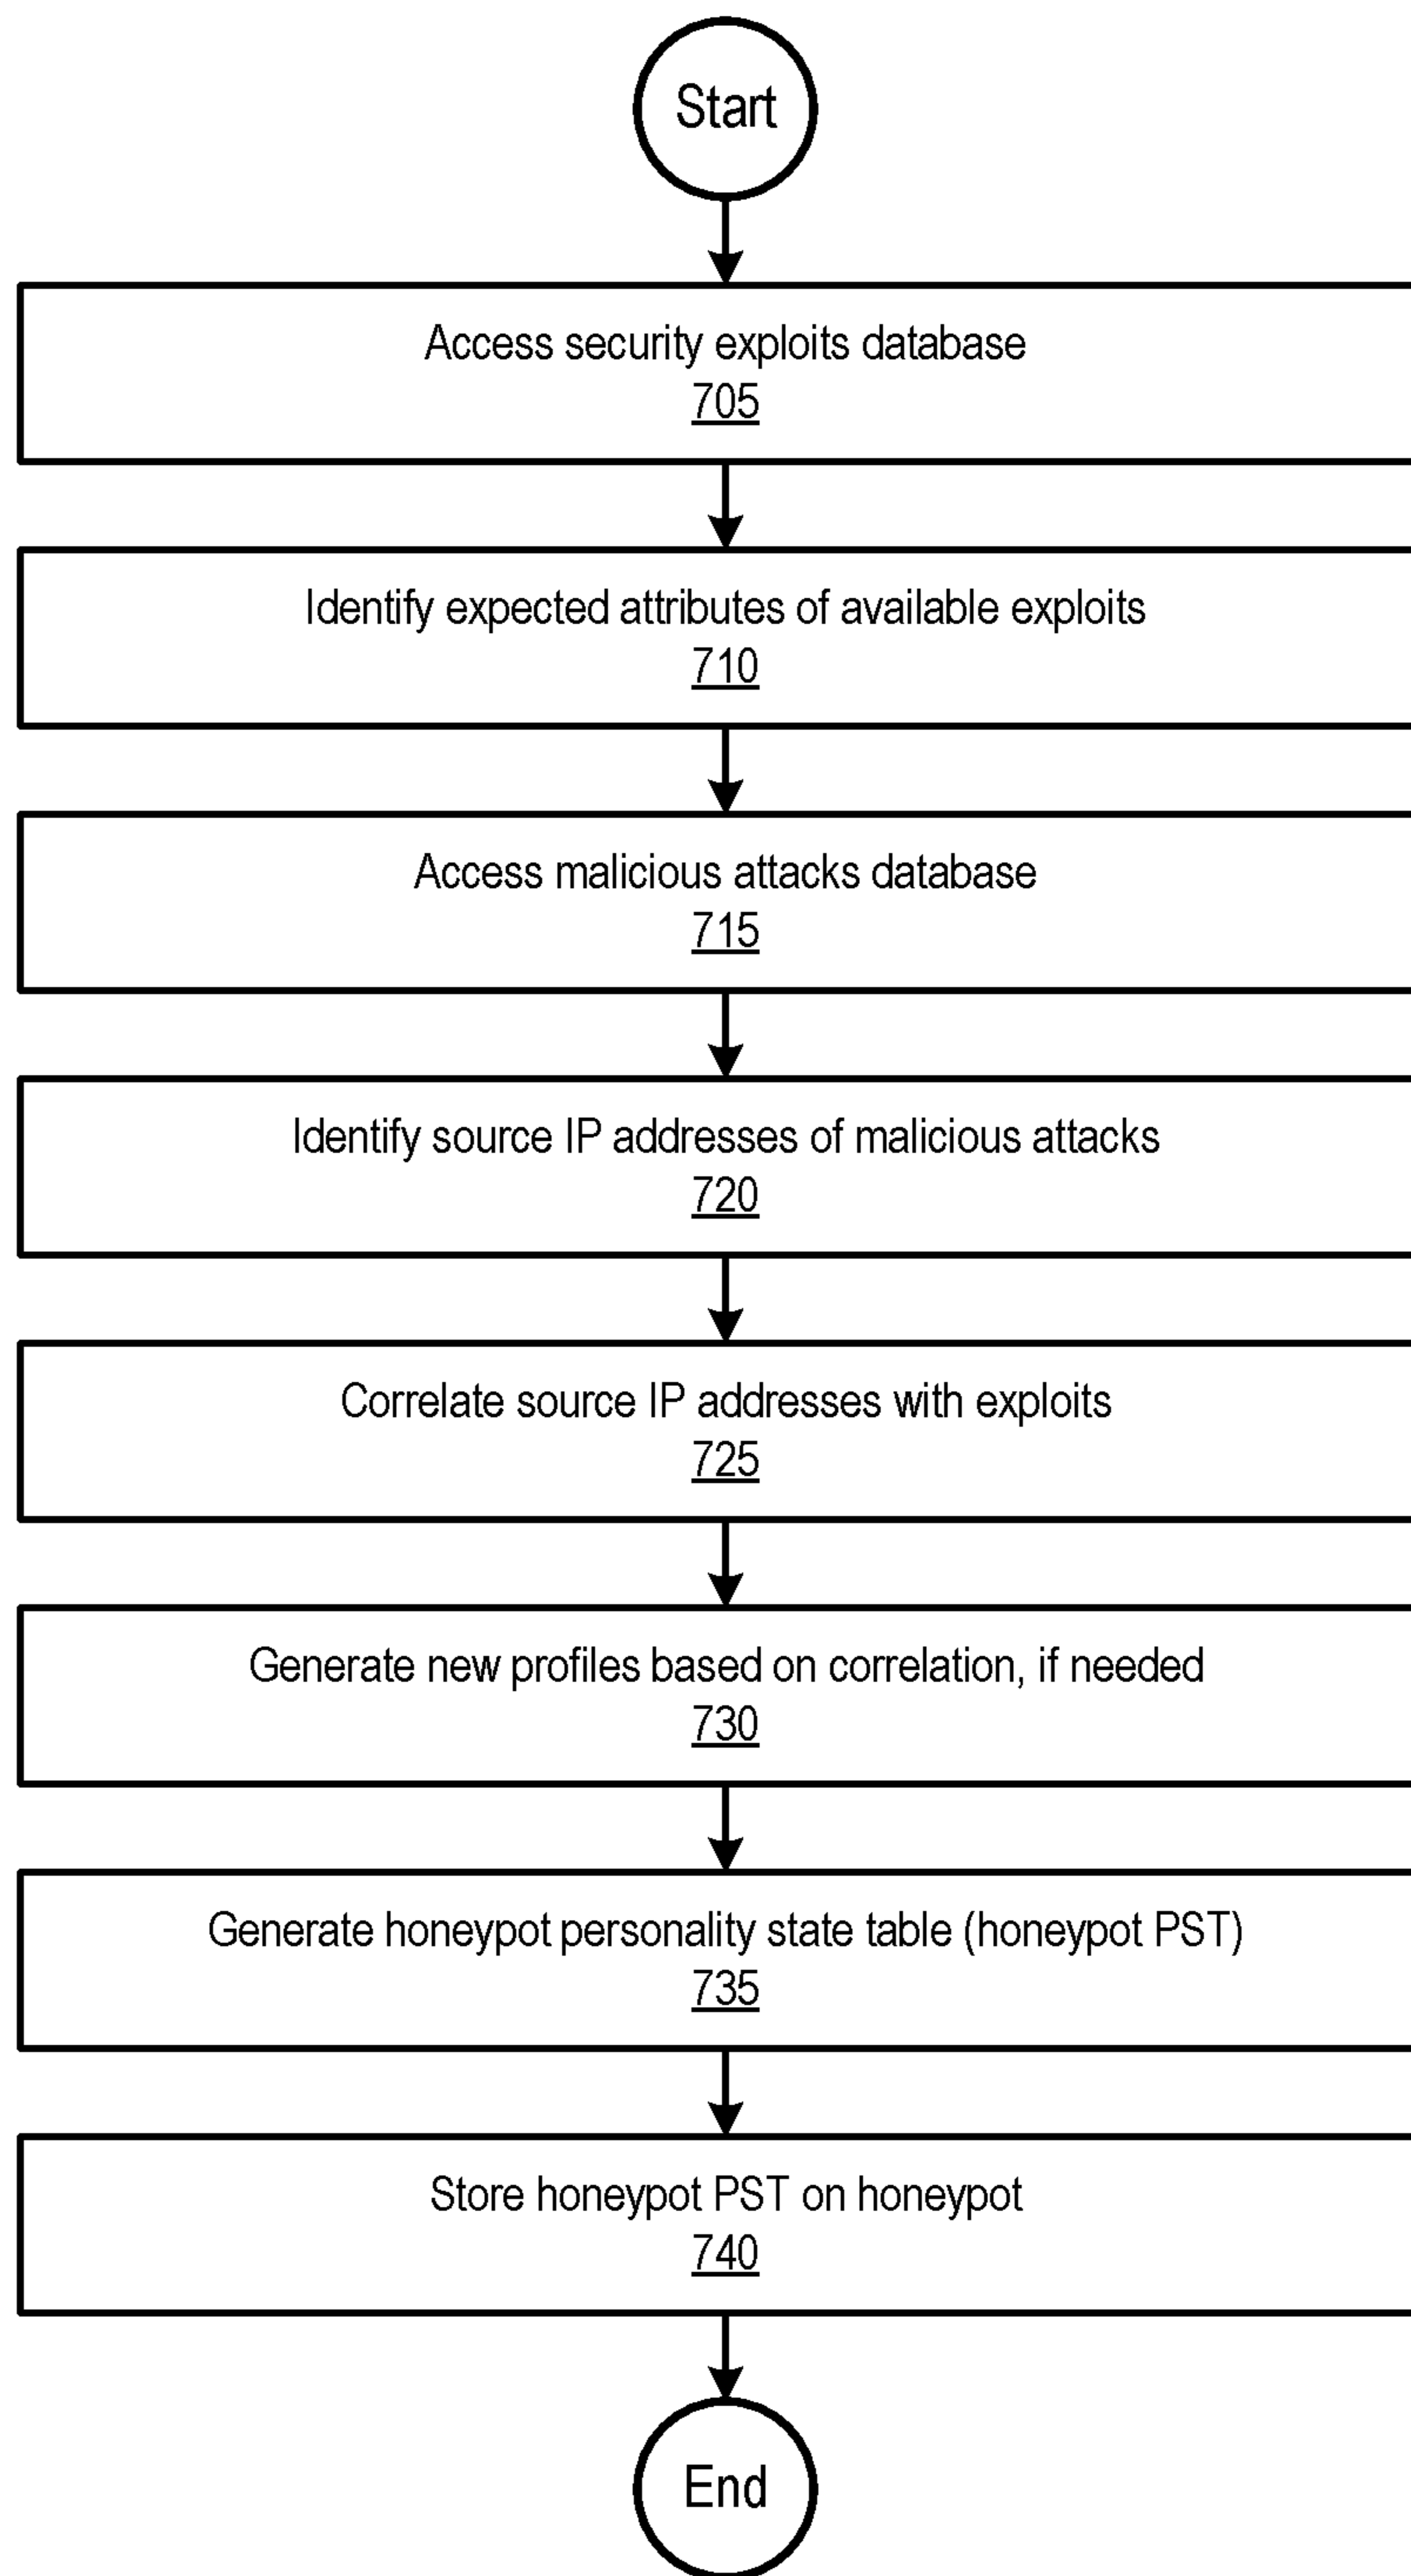 Start
Access security exploits database
705
Identify expected attributes of available exploits
710
Access malicious attacks database
715
Identify source IP addresses of malicious attacks
720
Correlate source IP addresses with exploits
725
Generate new profiles based on correlation, if needed
730
Generate honeypot personality state table (honeypot PST)
735
Store honeypot PST on honeypot
740
End